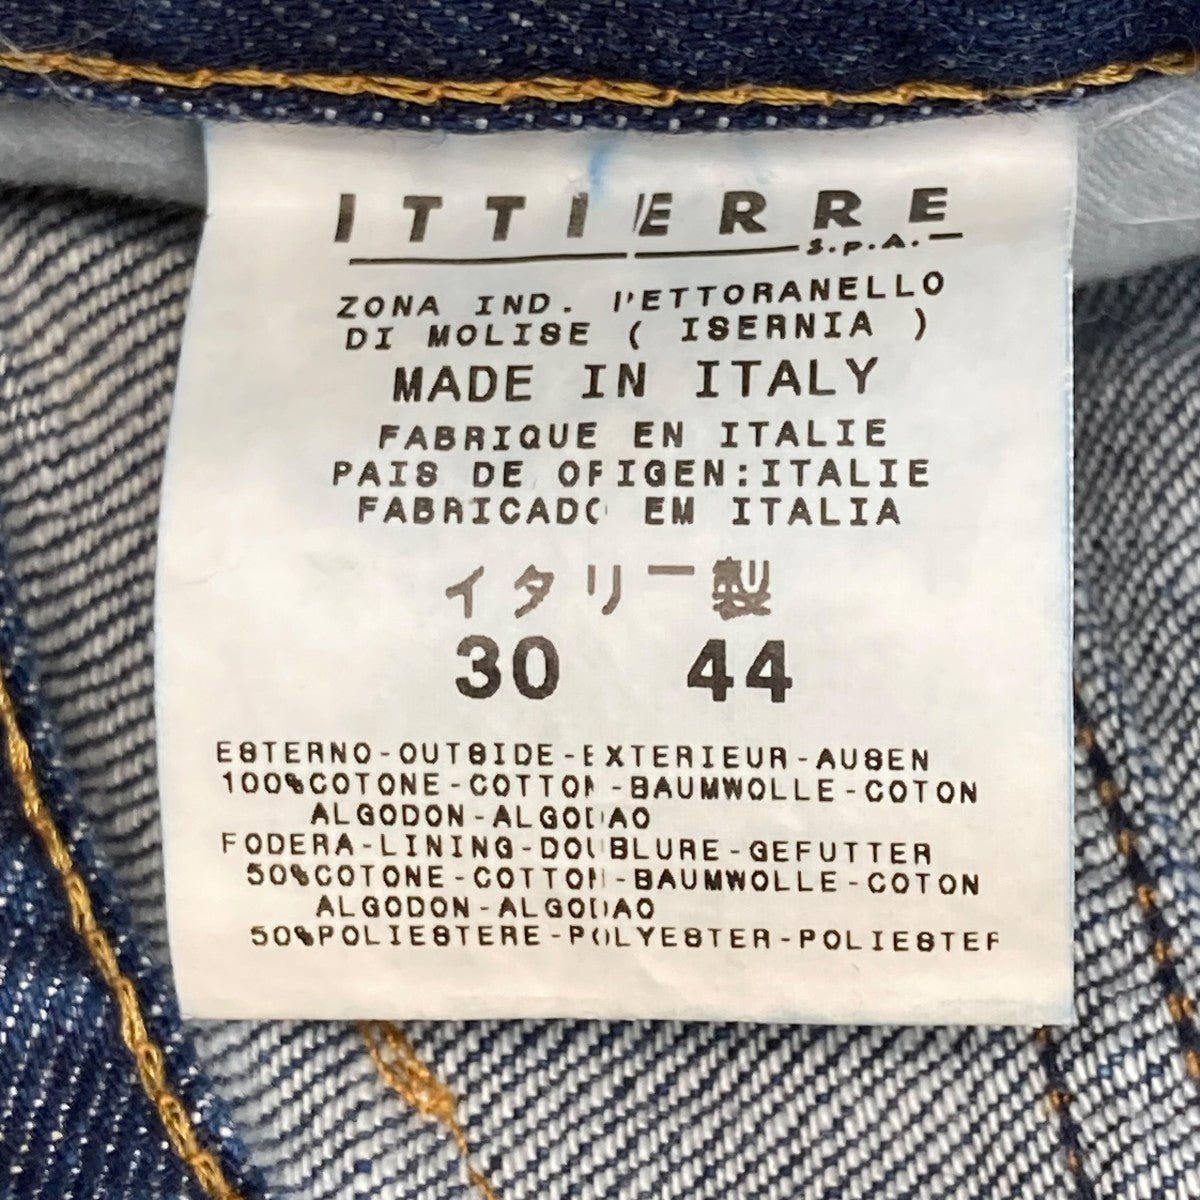 ITTIERRE
S.p.A.
ZONA IND. PETTORANELLO
DI MOLISE ( ISERNIA )
MADE IN ITALY
FABRIQUE EN ITALIE
PAIS DE ORIGEN:ITALIE
FABRICADO EM ITALIA
イタリー製
30 44
ESTERNO-OUTSIDE-EXTERIEUR-AUSEN
100%COTONE-COTTON-BAUMWOLLE-COTON
ALGODON-ALGODAO
FODERA-LINING-DOUBLURE-GEFUTTER
50%COTONE-COTTON-BAUMWOLLE-COTON
ALGODON-ALGODAO
50%POLIESTERE-POLYESTER-POLIESTER